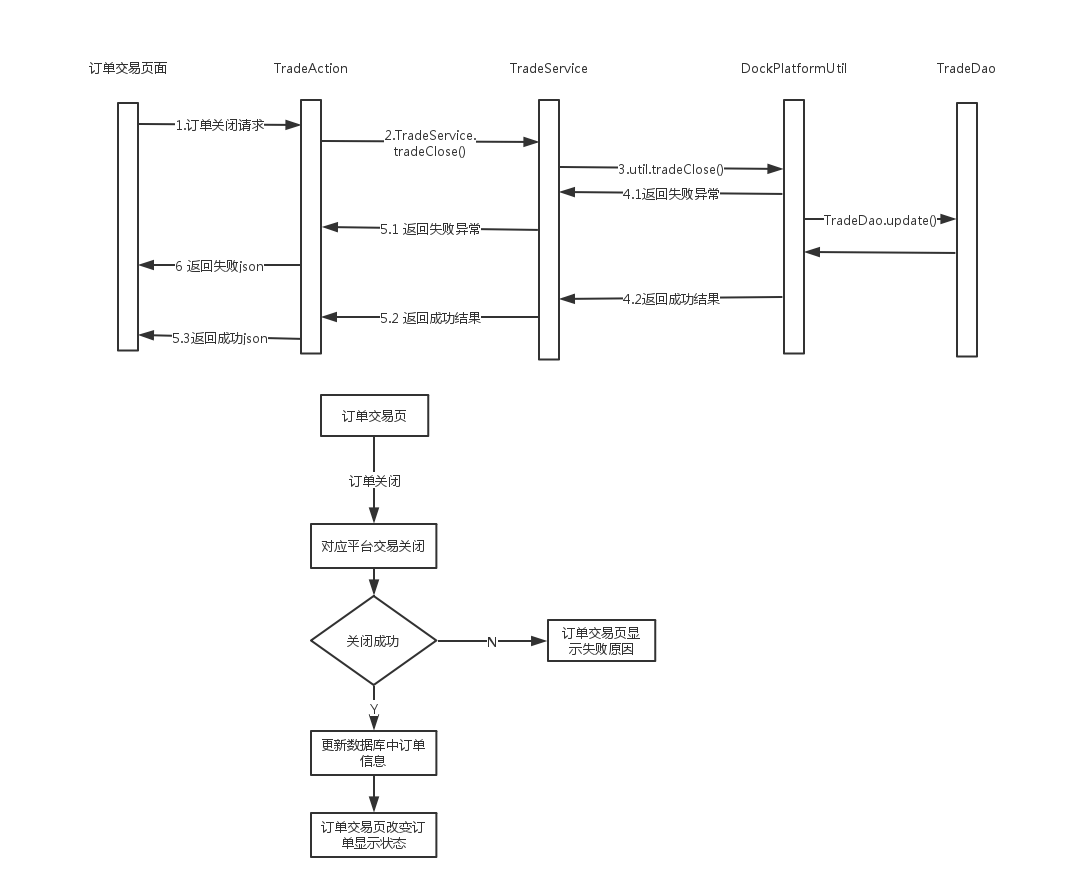 订单交易页面
TradeAction
TradeService
DockPlatformUtil
TradeDao
1.订单关闭请求
2.TradeService.
tradeClose()
3.util.tradeClose()
4.1返回失败异常
TradeDao.update()
5.1 返回失败异常
6 返回失败json
4.2返回成功结果
5.2 返回成功结果
5.3返回成功json
订单交易页
订单关闭
对应平台交易关闭
关闭成功
N
订单交易页显
示失败原因
Y
更新数据库中订单
信息
订单交易页改变订
单显示状态